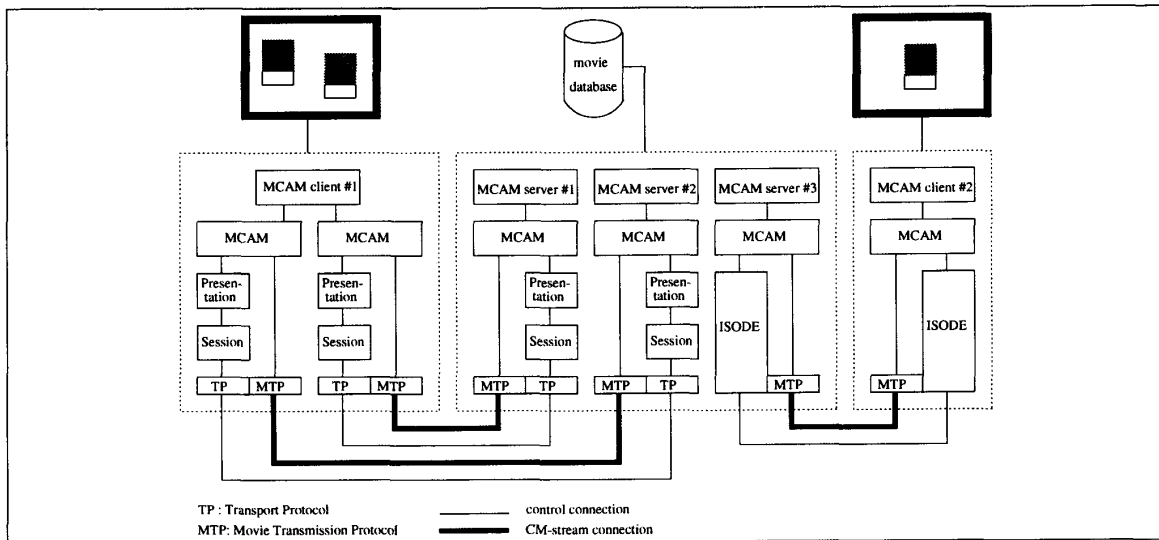 movie
database
MCAM client #1
MCAM server #1
MCAM server #2
MCAM server #3
MCAM client #2
MCAM
MCAM
MCAM
MCAM
MCAM
MCAM
Presen-
tation
Presen-
tation
Presen-
tation
Presen-
tation
ISODE
ISODE
Session
Session
Session
Session
TP
MTP
TP
MTP
MTP
TP
MTP
TP
MTP
MTP
TP : Transport Protocol
control connection
MTP: Movie Transmission Protocol
CM-stream connection